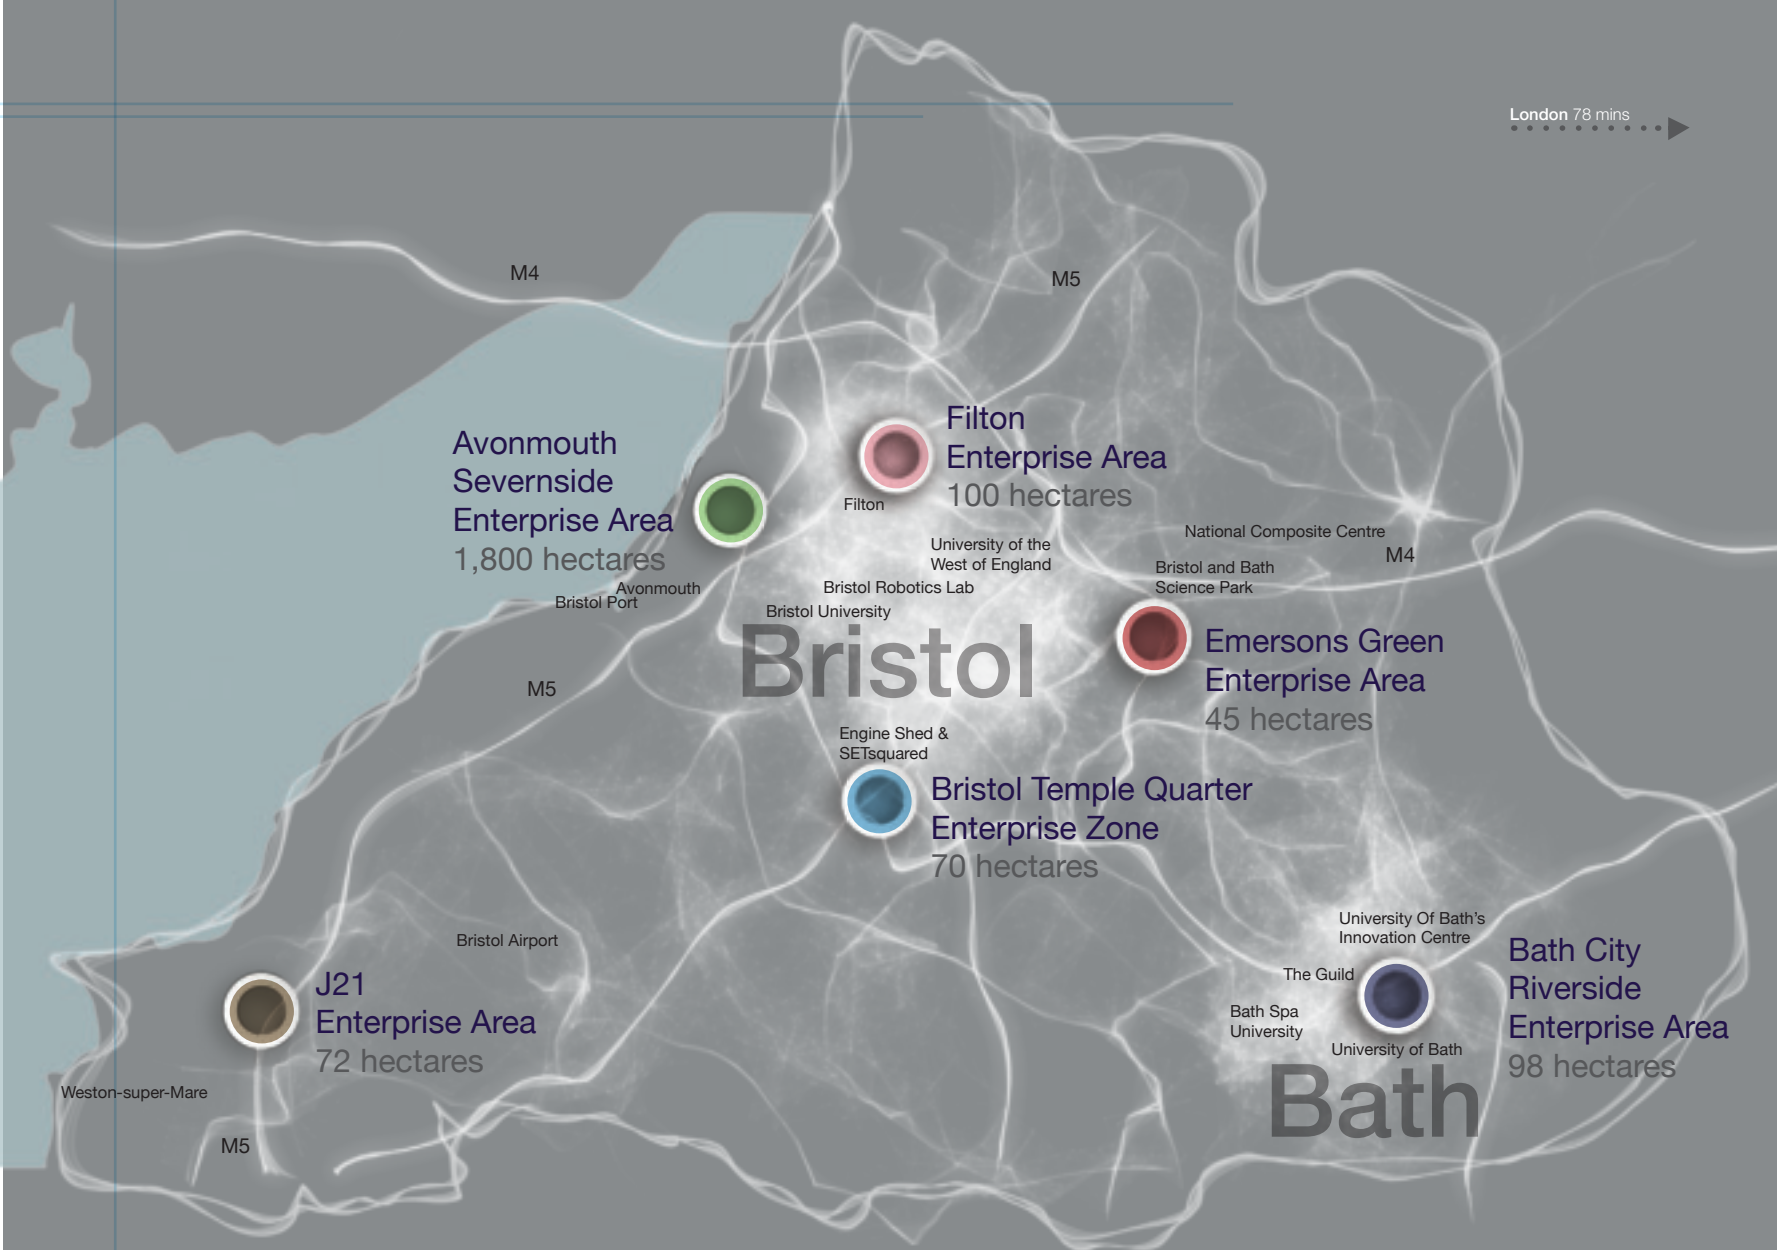 London 78 mins
M4
M5
Filton
Enterprise Area
100 hectares
Avonmouth
Severnside
Enterprise Area
1,800 hectares
Filton
National Composite Centre
University of the
West of England
M4
Bristol and Bath
Science Park
Avonmouth
Bristol Port
Bristol Robotics Lab
Bristol University
Bristol
Emersons Green
Enterprise Area
45 hectares
M5
Engine Shed &
SETsquared
Bristol Temple Quarter
Enterprise Zone
70 hectares
University Of Bath's
Innovation Centre
Bristol Airport
Bath City
Riverside
Enterprise Area
98 hectares
The Guild
J21
Enterprise Area
72 hectares
Bath Spa
University
University of Bath
Bath
Weston-super-Mare
M5